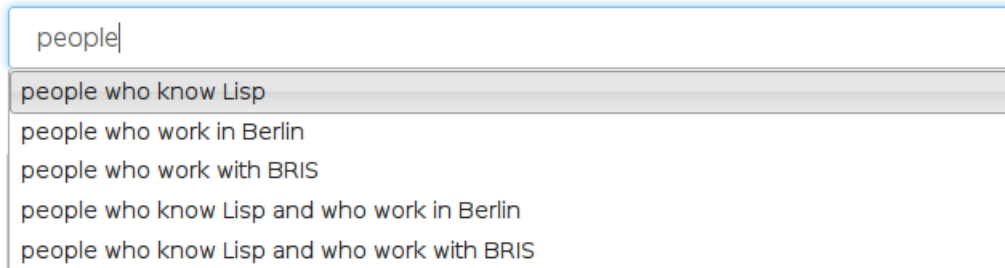 people
people who know Lisp
people who work in Berlin
people who work with BRIS
people who know Lisp and who work in Berlin
people who know Lisp and who work with BRIS